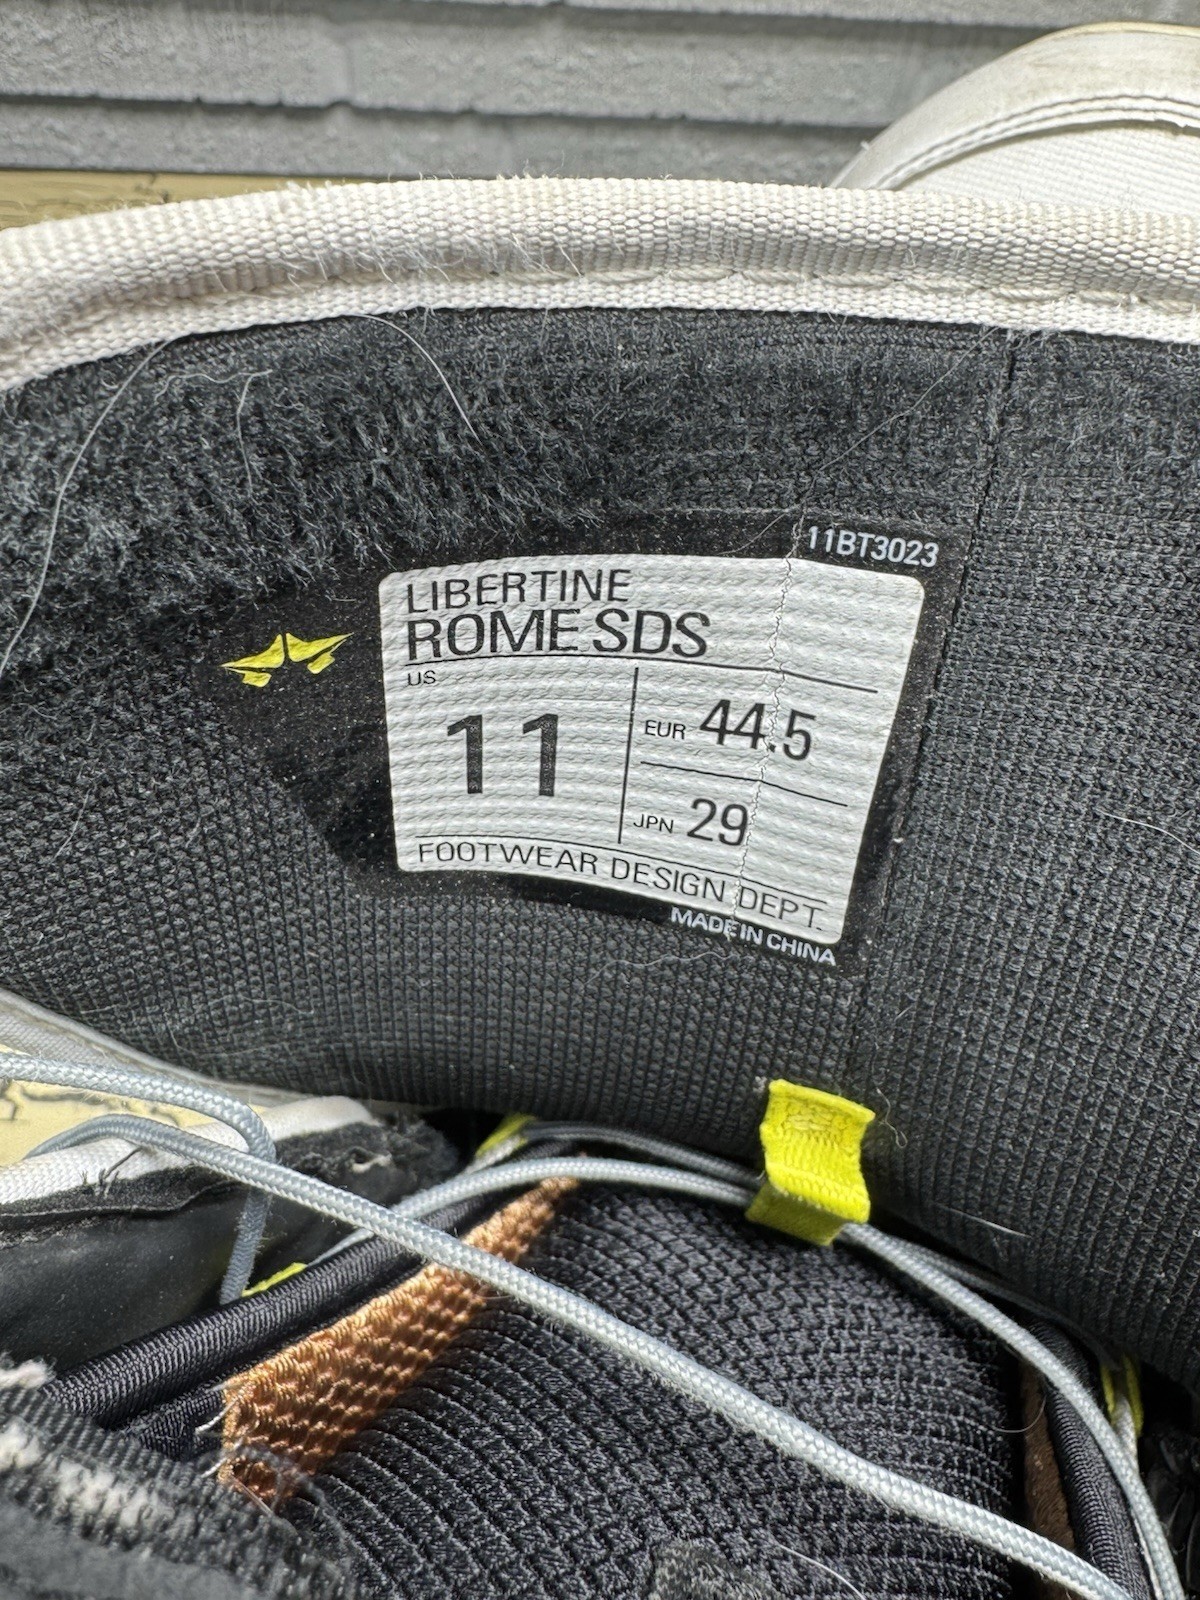 11BT3023
LIBERTINE
ROME SDS
US
11
EUR 44.5
JPN 29
FOOTWEAR DESIGN DEPT.
MADE IN CHINA